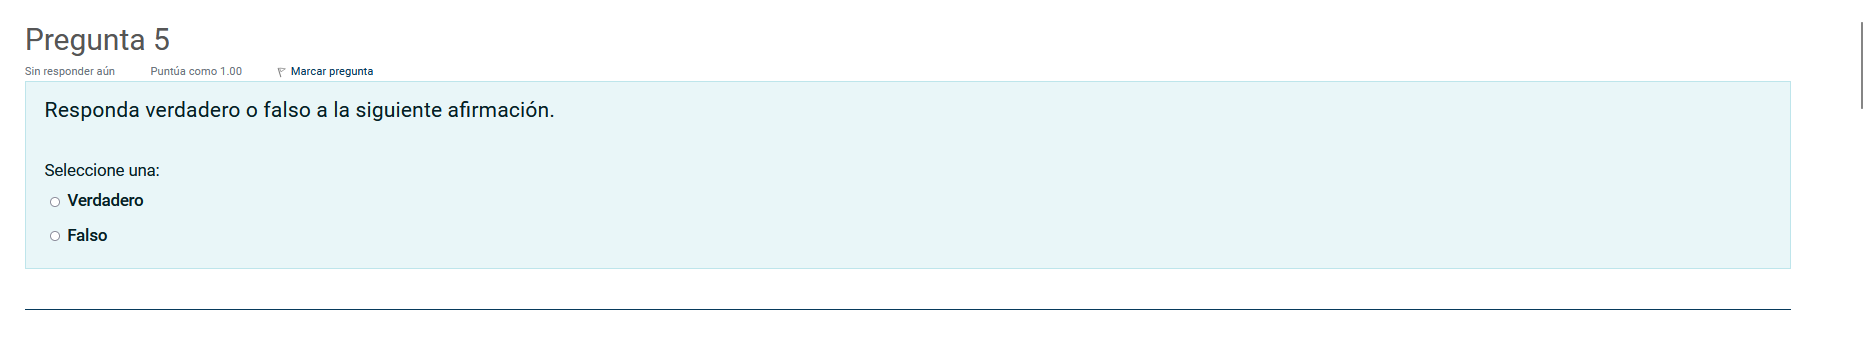 Pregunta 5
Sin responder aún Puntúa como 1.00 Marcar pregunta
Responda verdadero o falso a la siguiente afirmación.
Seleccione una:
Verdadero
Falso